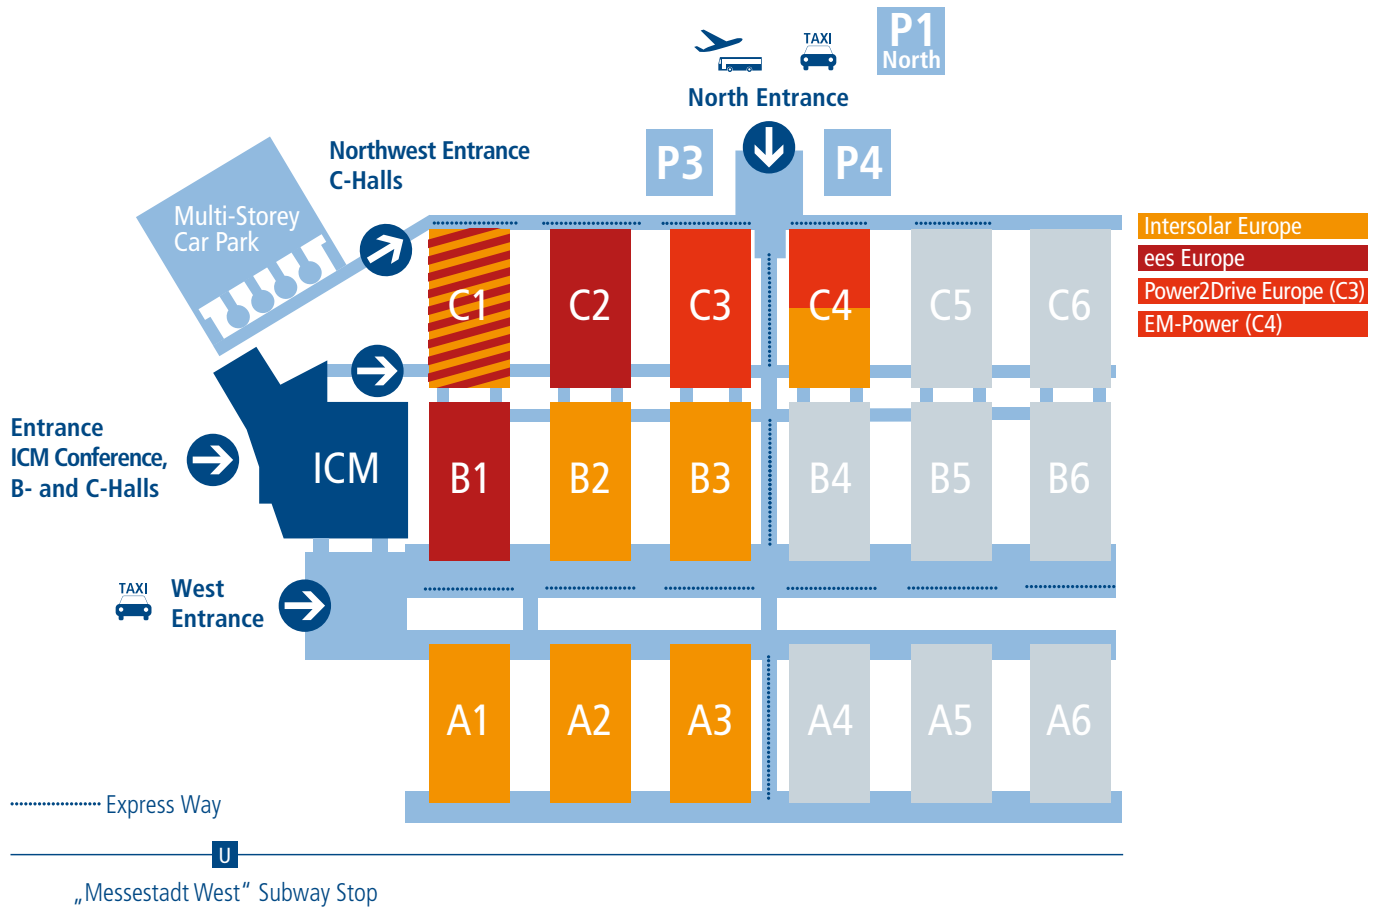 TAXI
P1
North
North Entrance
Northwest Entrance
C-Halls
P3
P4
Multi-Storey
Car Park
Intersolar Europe
ees Europe
Power2Drive Europe (C3)
EM-Power (C4)
C1
C2
C3
C4
C5
C6
Entrance
ICM Conference,
B- and C-Halls
ICM
B1
B2
B3
B4
B5
B6
TAXI
West
Entrance
A1
A2
A3
A4
A5
A6
Express Way
U
„Messestadt West“ Subway Stop